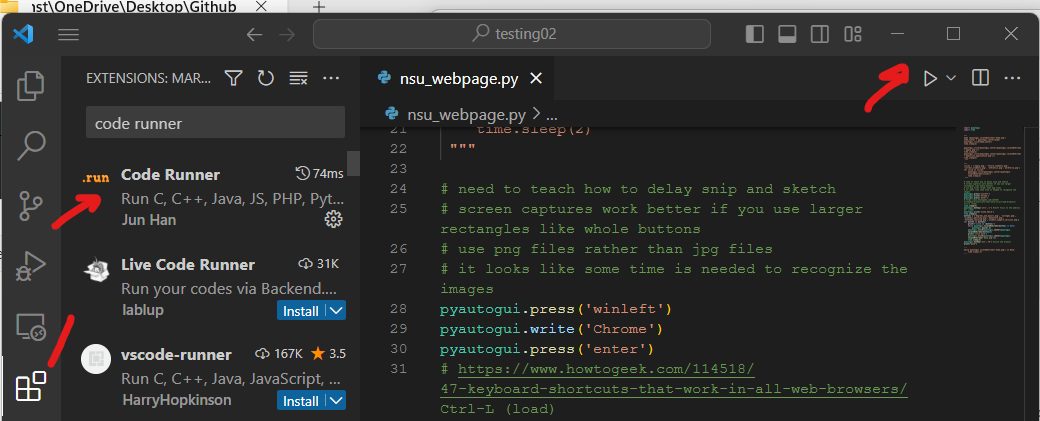 ıst\OneDrive\Desktop\Github
testing02
EXTENSIONS: MAR...
code runner
.run
Code Runner
74ms
Run C, C++, Java, JS, PHP, Pyt...
Jun Han
Live Code Runner
31K
Run your codes via Backend....
lablup
Install
vscode-runner
167K
3.5
Run C, C++, Java, JavaScript, ...
HarryHopkinson
Install
nsu_webpage.py
nsu_webpage.py > ...
21 time.sleep(2)
22 """
23
24 # need to teach how to delay snip and sketch
25 # screen captures work better if you use larger
rectangles like whole buttons
26 # use png files rather than jpg files
27 # it looks like some time is needed to recognize the
images
28 pyautogui.press('winleft')
29 pyautogui.write('Chrome')
30 pyautogui.press('enter')
31 # https://www.howtogeek.com/114518/
47-keyboard-shortcuts-that-work-in-all-web-browsers/
Ctrl-L (load)